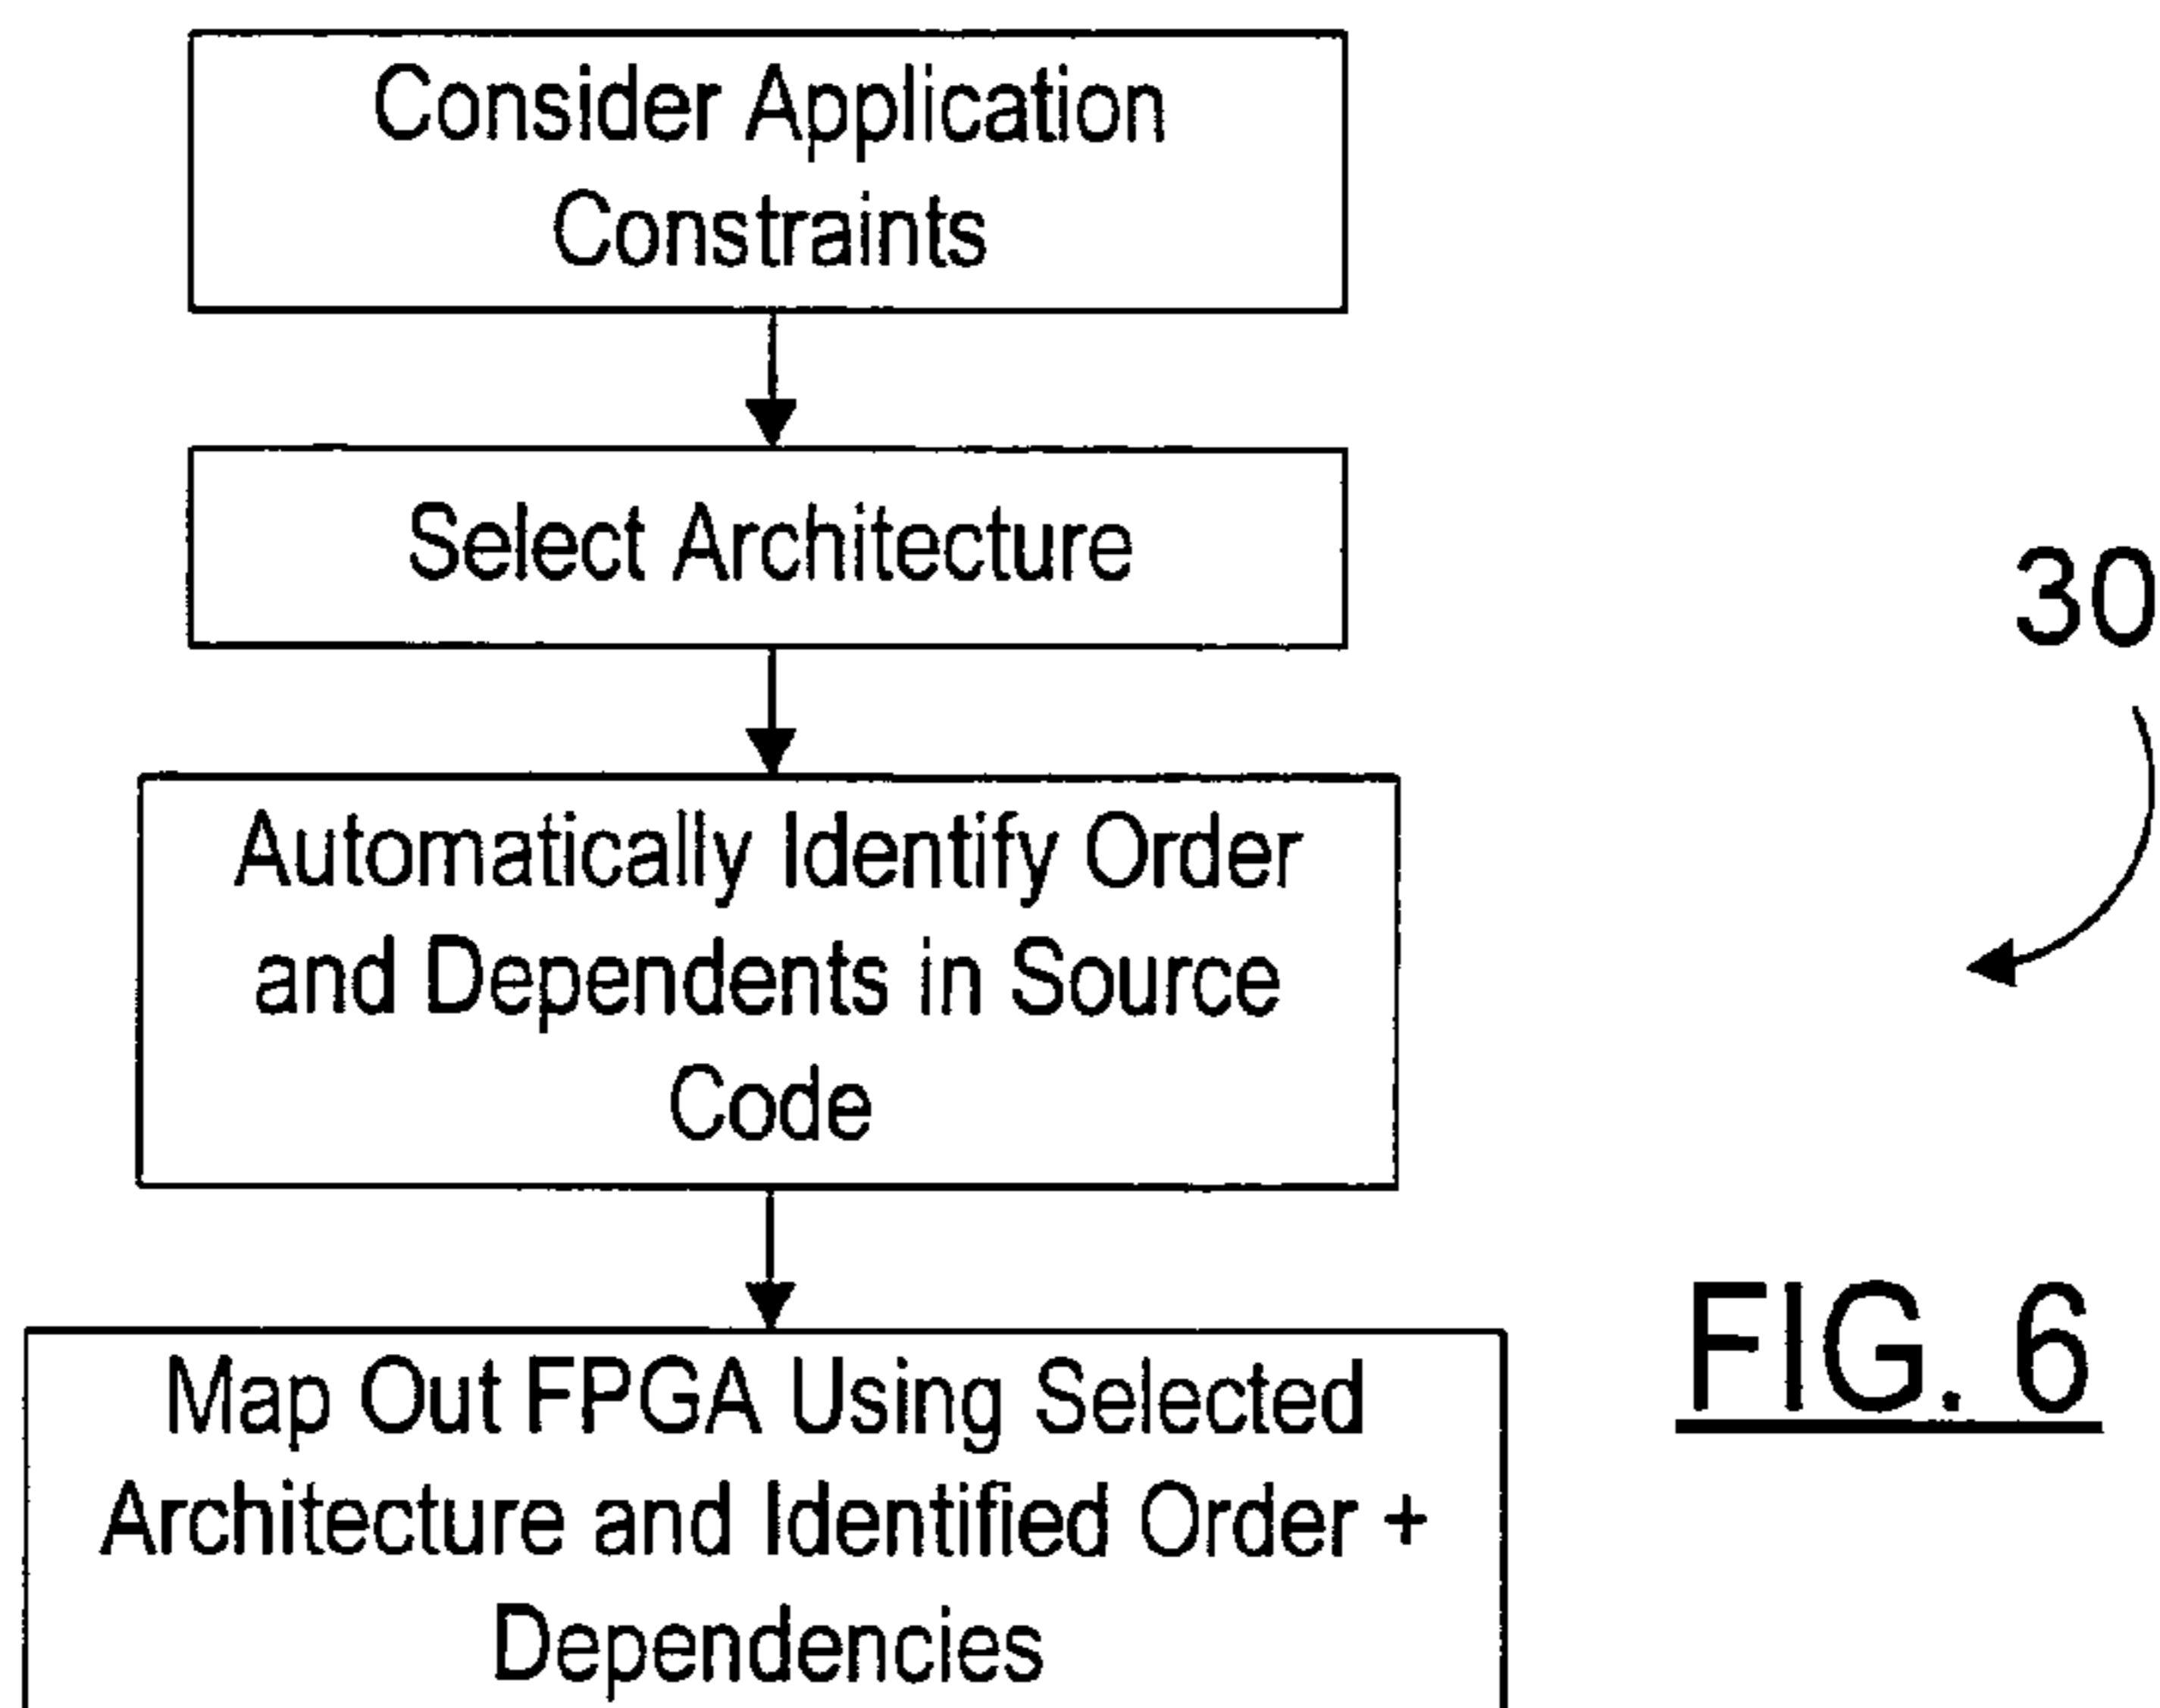 Consider Application
Constraints
Select Architecture
30
Automatically Identify Order
and Dependents in Source
Code
Map Out FPGA Using Selected
Architecture and Identified Order +
Dependencies
FIG. 6